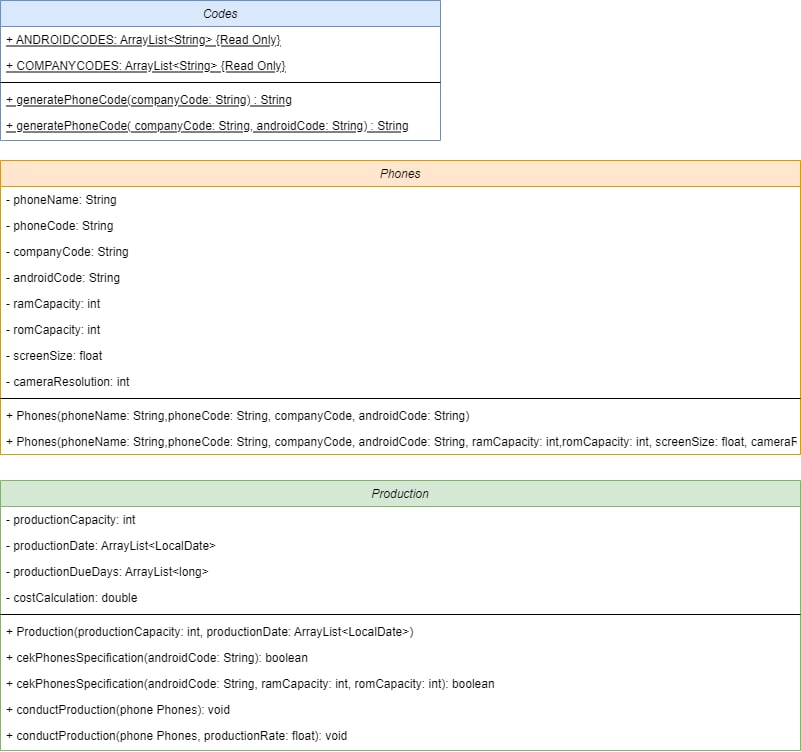 Codes
+ ANDROIDCODES: ArrayList<String> {Read Only}
+ COMPANYCODES: ArrayList<String> {Read Only}
+ generatePhoneCode(companyCode: String) : String
+ generatePhoneCode( companyCode: String, androidCode: String) : String
Phones
- phoneName: String
- phoneCode: String
- companyCode: String
- androidCode: String
- ramCapacity: int
- romCapacity: int
- screenSize: float
- cameraResolution: int
+ Phones(phoneName: String,phoneCode: String, companyCode, androidCode: String)
+ Phones(phoneName: String,phoneCode: String, companyCode, androidCode: String, ramCapacity: int,romCapacity: int, screenSize: float, cameraR
Production
- productionCapacity: int
- productionDate: ArrayList<LocalDate>
- productionDueDays: ArrayList<long>
- costCalculation: double
+ Production(productionCapacity: int, productionDate: ArrayList<LocalDate>)
+ cekPhonesSpecification(androidCode: String): boolean
+ cekPhonesSpecification(androidCode: String, ramCapacity: int, romCapacity: int): boolean
+ conductProduction(phone Phones): void
+ conductProduction(phone Phones, productionRate: float): void